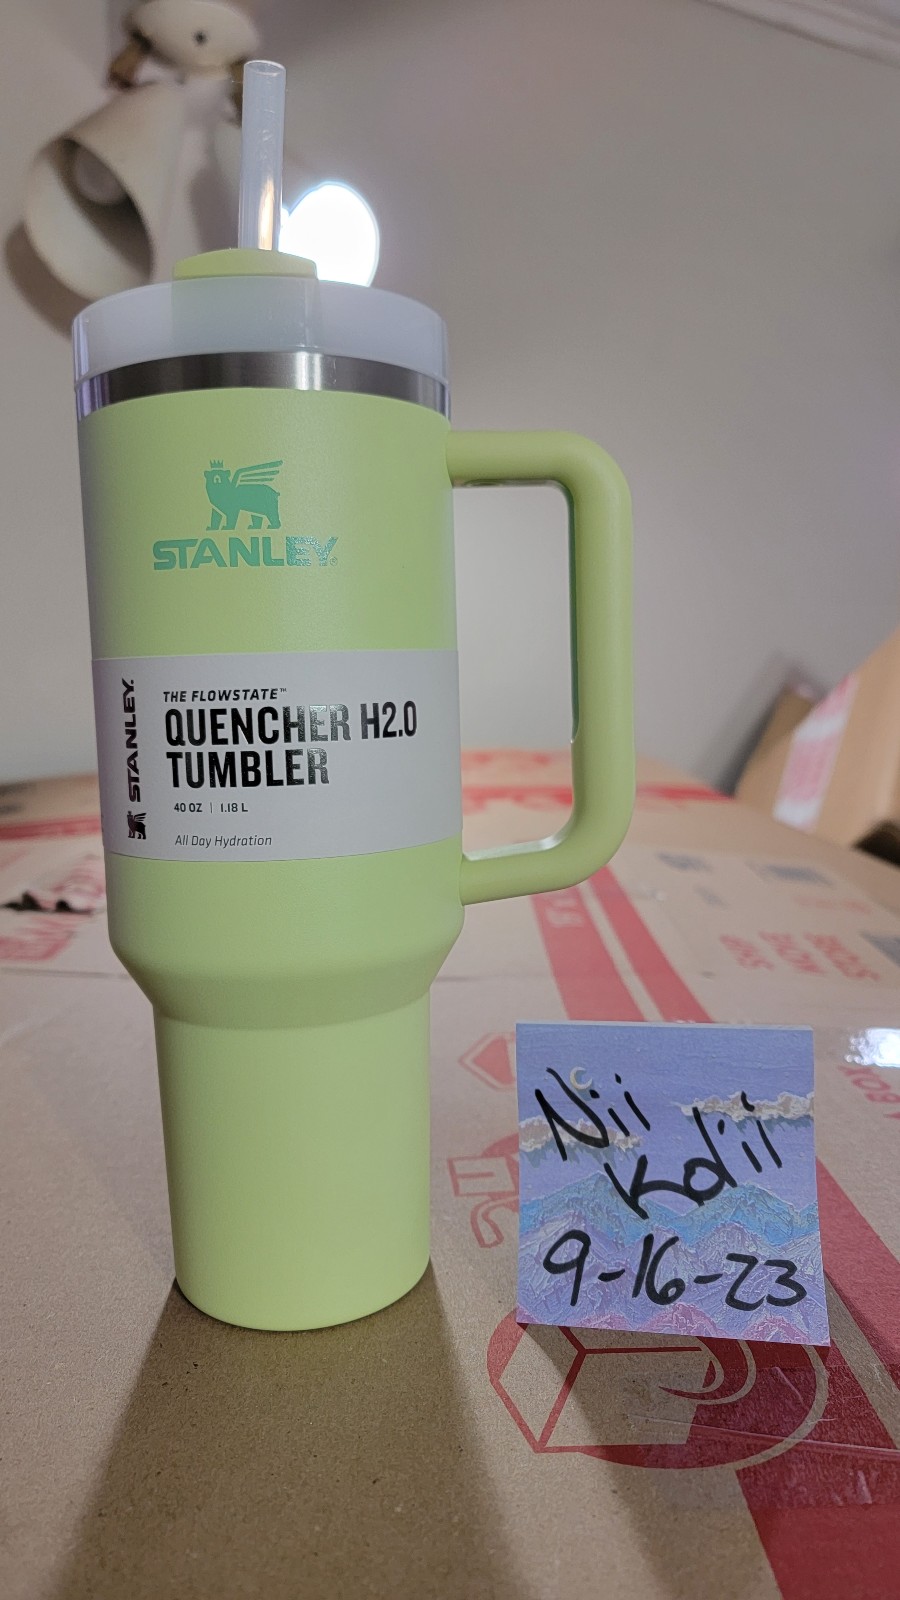 STANLEY®
STANLEY.
THE FLOWSTATE™
QUENCHER H2.0
TUMBLER
40 OZ | 1.18 L
All Day Hydration
Nii
Kdii
9-16-23